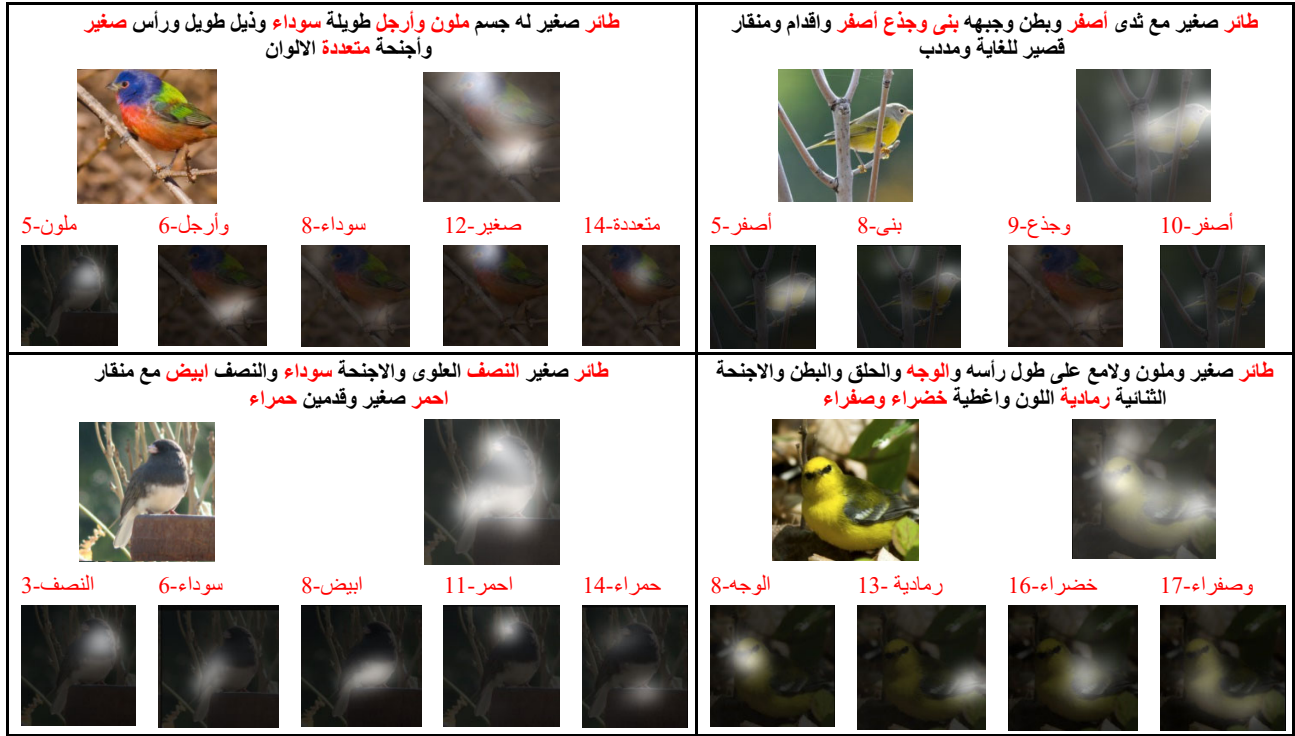 طائر صغير مع ثدى أصفر وبطن وجبهه بنى وجذع أصفر واقدام ومنقار
قصير للغاية ومدبب
أصفر-10 وجذع-9 بنى-8 أصفر-5
طائر صغير له جسم ملون وأرجل طويلة سوداء وذيل طويل ورأس صغير
وأجنحة متعددة الالوان
متعددة-14 صغير-12 سوداء-8 وأرجل-6 ملون-5
طائر صغير وملون ولامع على طول رأسه والوجه والحلق والبطن والاجنحة
الثنائية رمادية اللون واغطية خضراء وصفراء
وصفراء-17 خضراء-16 رمادية -13 الوجه-8
طائر صغير النصف العلوى والاجنحة سوداء والنصف ابيض مع منقار
احمر صغير وقدمين حمراء
حمراء-14 احمر-11 ابيض-8 سوداء-6 النصف-3